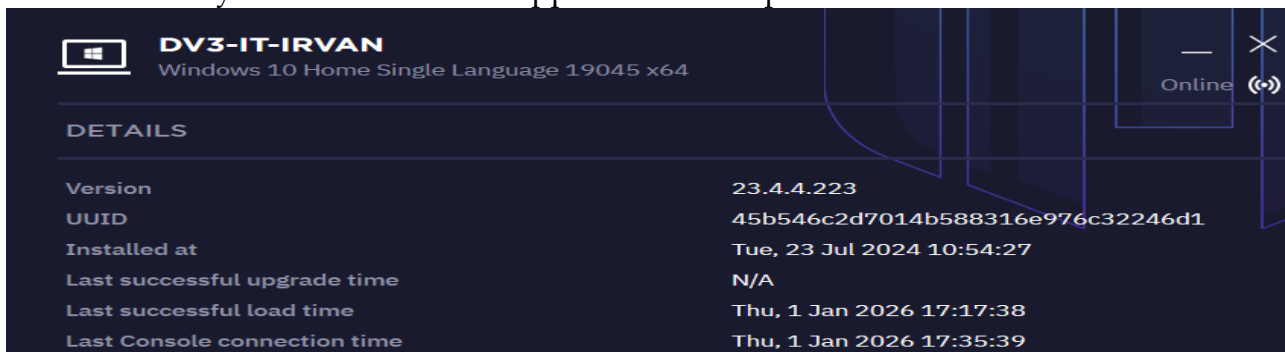 DV3-IT-IRVAN
Windows 10 Home Single Language 19045 x64
Online
DETAILS
Version 23.4.4.223
UUID 45b546c2d7014b588316e976c32246d1
Installed at Tue, 23 Jul 2024 10:54:27
Last successful upgrade time N/A
Last successful load time Thu, 1 Jan 2026 17:17:38
Last Console connection time Thu, 1 Jan 2026 17:35:39